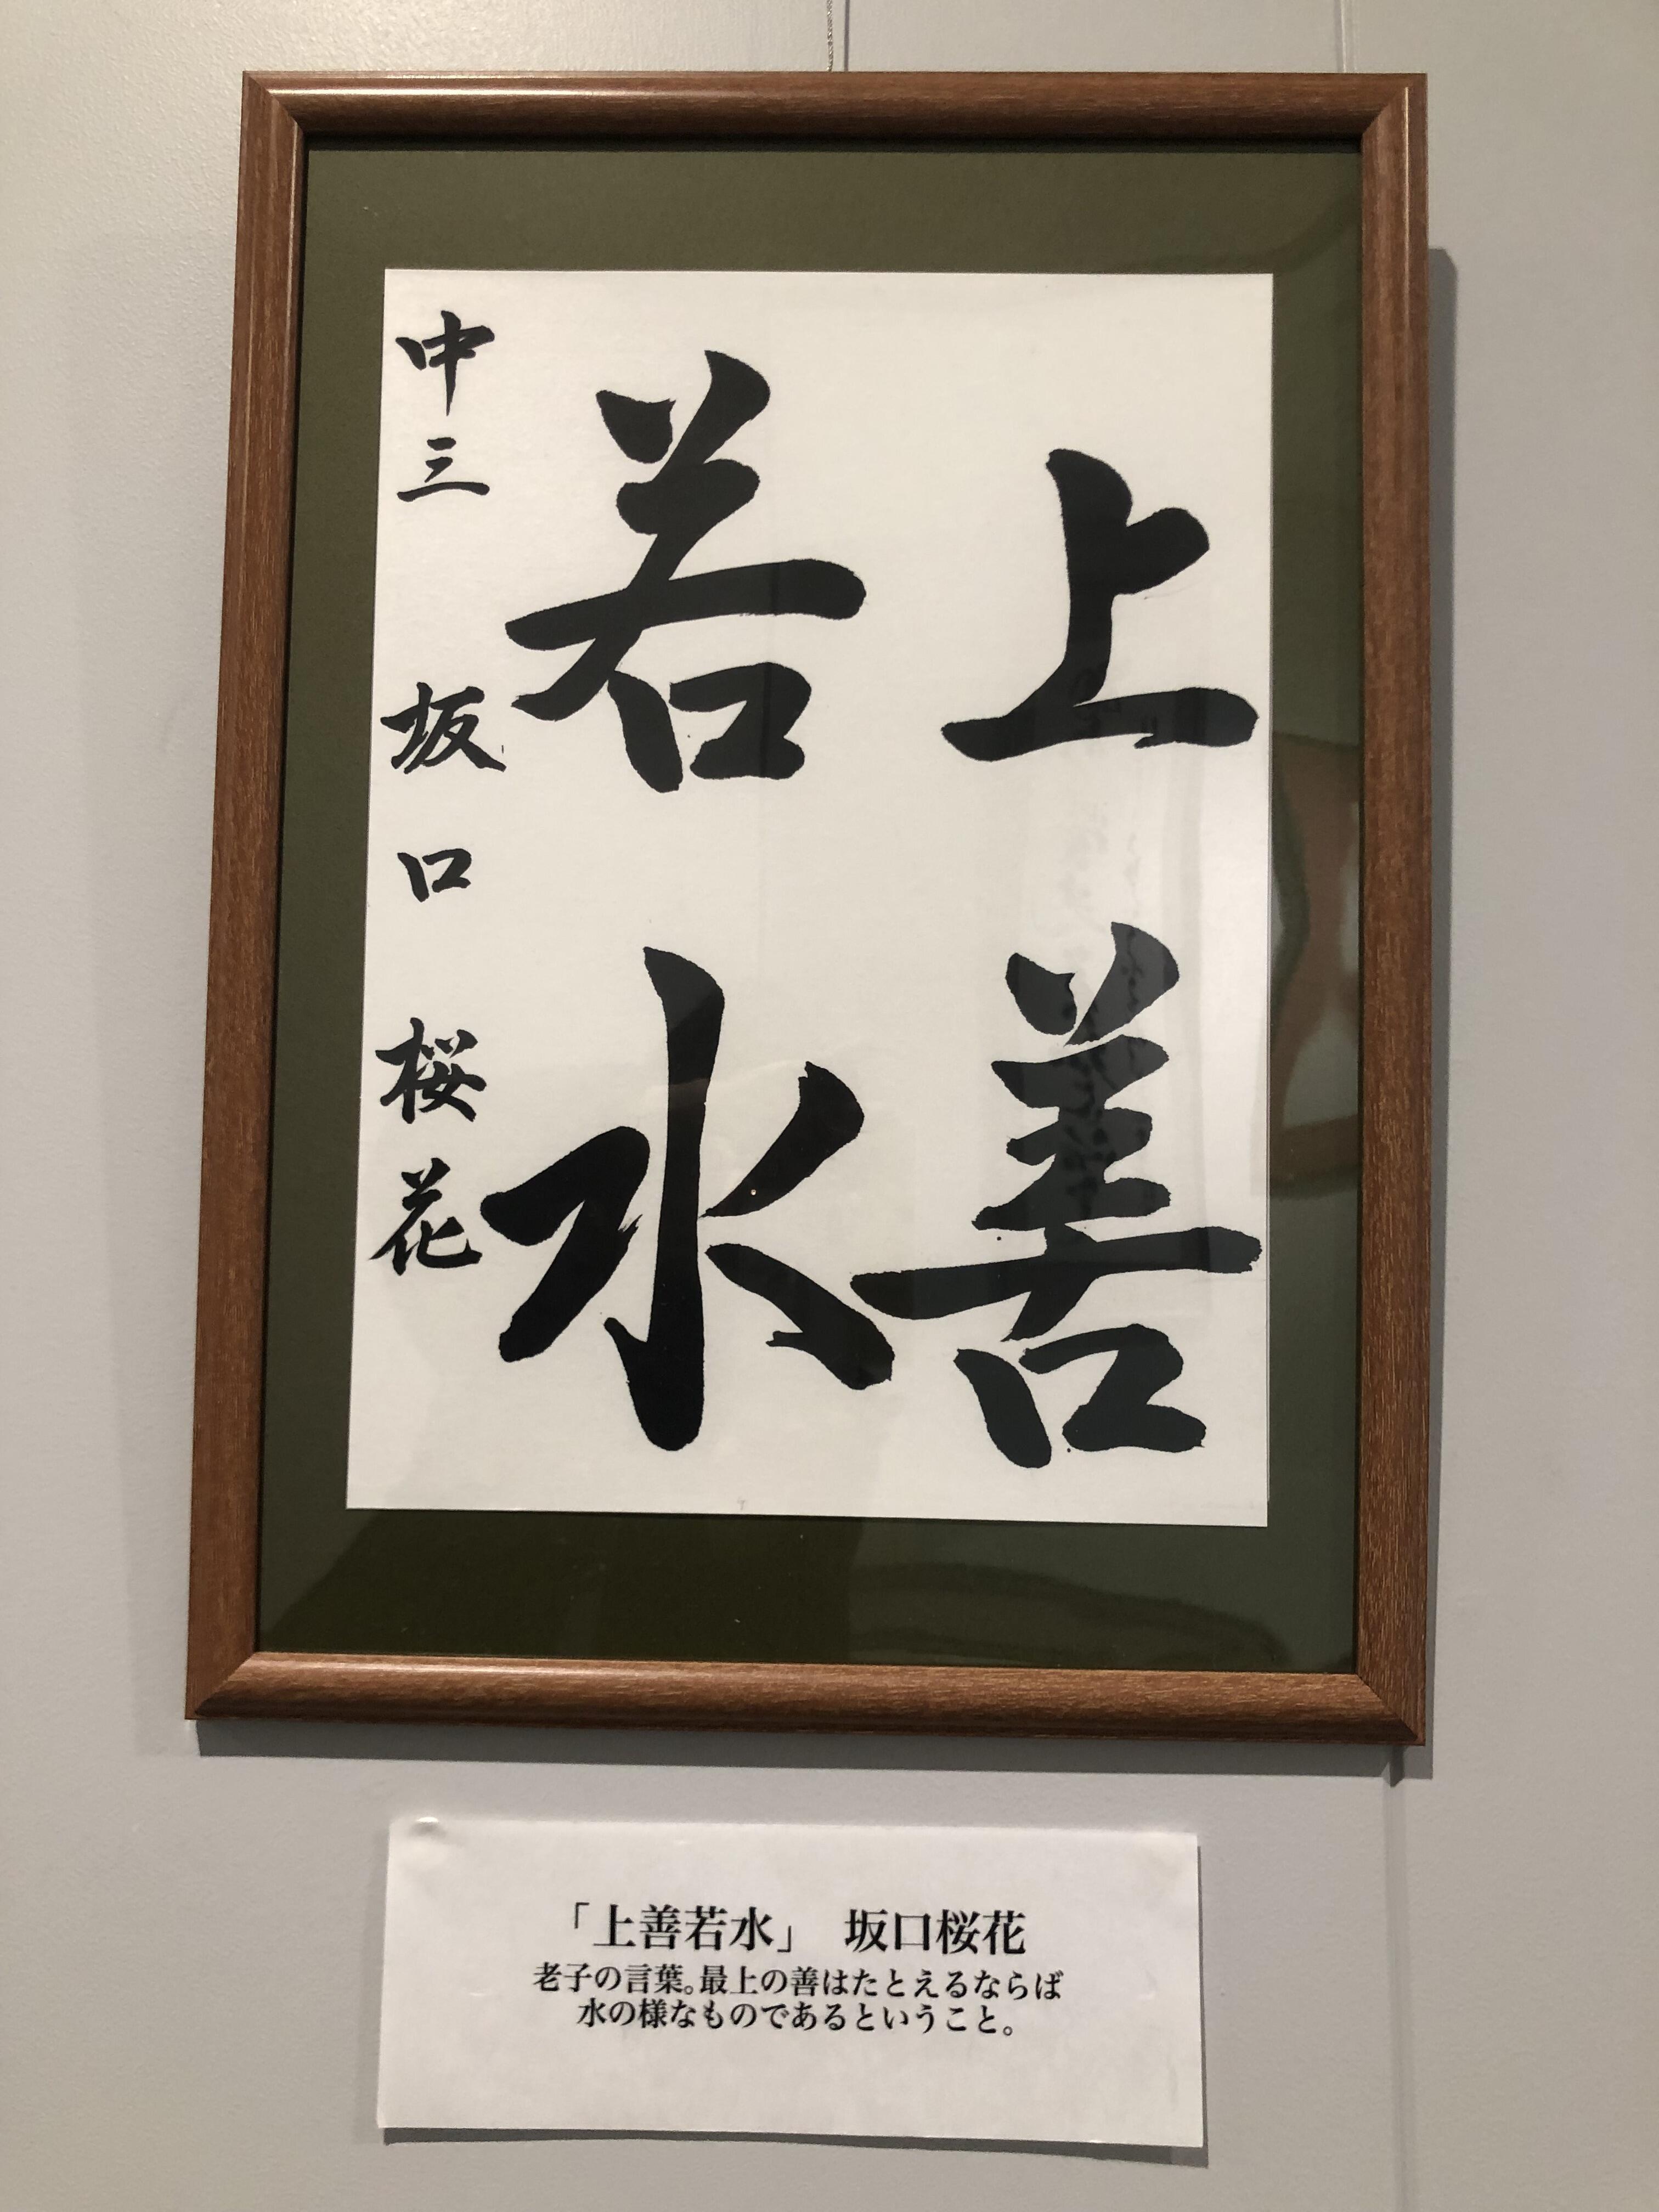 上善
若水
中三 坂口 桜花
「上善若水」 坂口桜花
老子の言葉。最上の善はたとえるならば
水の様なものであるということ。